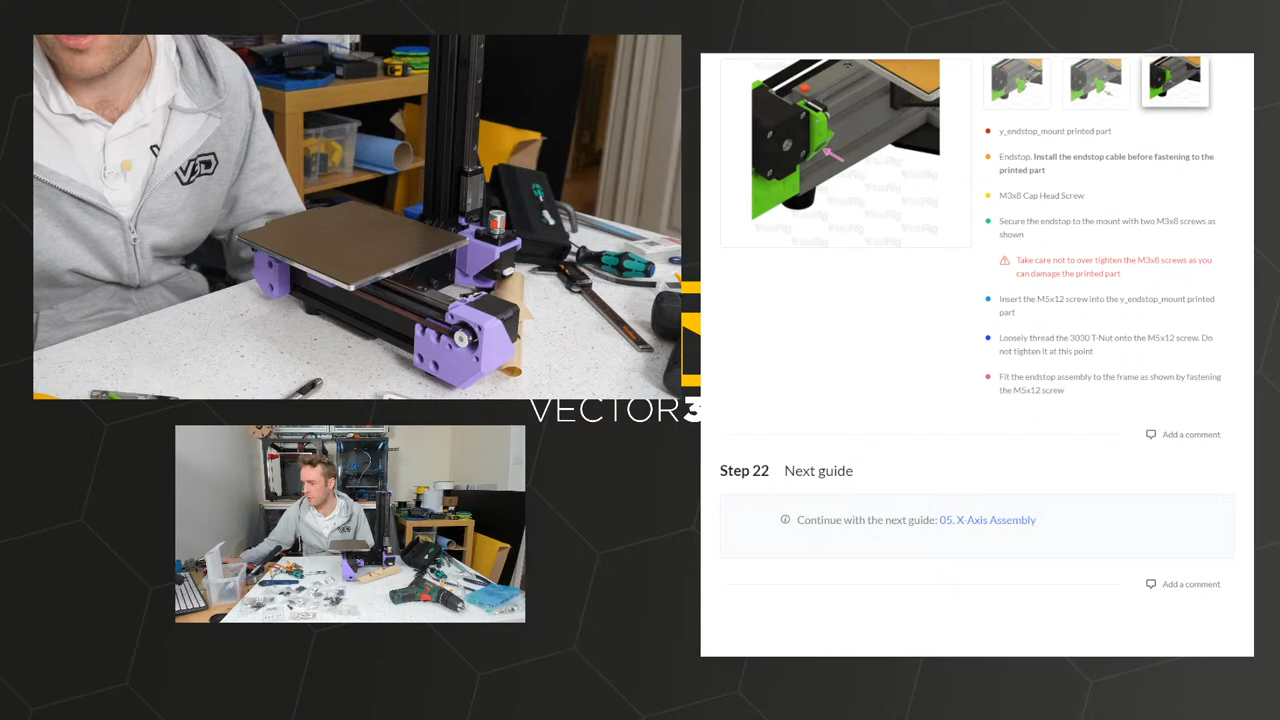 V3D
VECTOR3
y_endstop_mount printed part
Endstop. Install the endstop cable before fastening to the
printed part
M3x8 Cap Head Screw
Secure the endstop to the mount with two M3x8 screws as
shown
Take care not to over tighten the M3x8 screws as you
can damage the printed part
Insert the M5x12 screw into the y_endstop_mount printed
part
Loosely thread the 3030 T-Nut onto the M5x12 screw. Do
not tighten it at this point
Fit the endstop assembly to the frame as shown by fastening
the M5x12 screw
Add a comment
Step 22 Next guide
Continue with the next guide: 05. X-Axis Assembly
Add a comment